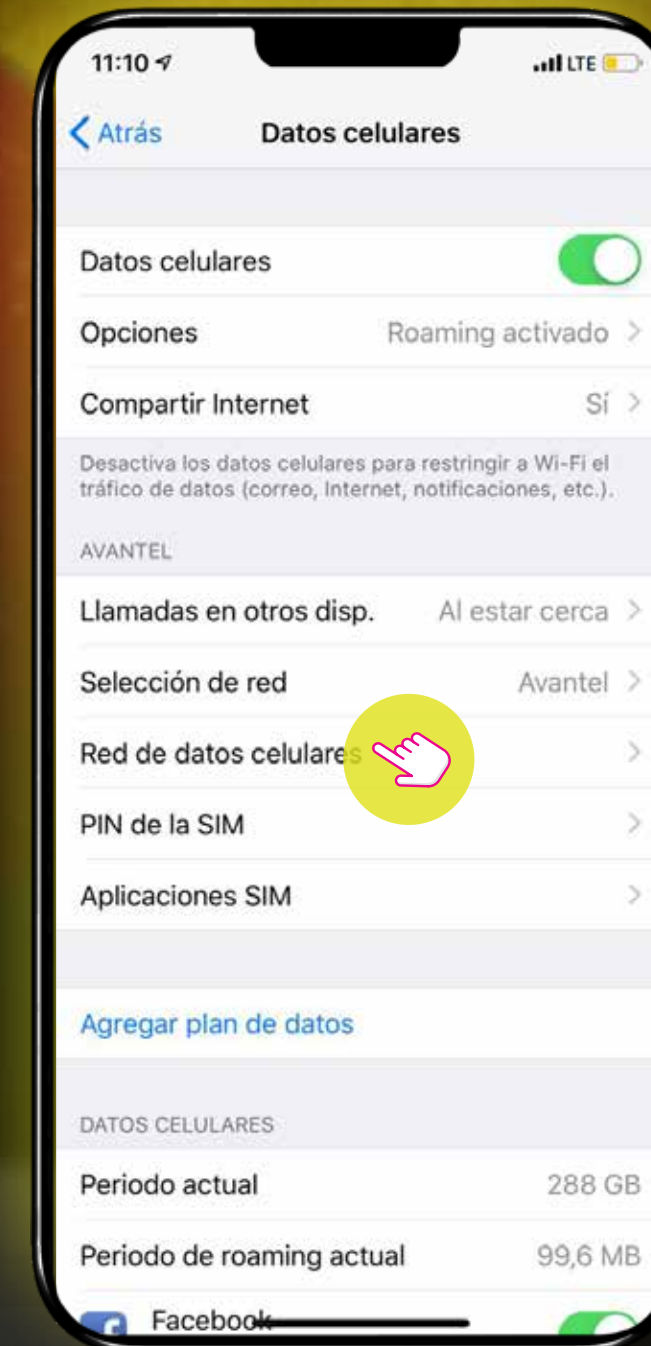 11:10
LTE
Atrás
Datos celulares
Datos celulares
Opciones
Roaming activado
Compartir Internet
Sí
Desactiva los datos celulares para restringir a Wi-Fi el
tráfico de datos (correo, Internet, notificaciones, etc.).
AVANTEL
Llamadas en otros disp.
Al estar cerca
Selección de red
Avantel
Red de datos celulares
PIN de la SIM
Aplicaciones SIM
Agregar plan de datos
DATOS CELULARES
Periodo actual
288 GB
Periodo de roaming actual
99,6 MB
Facebook